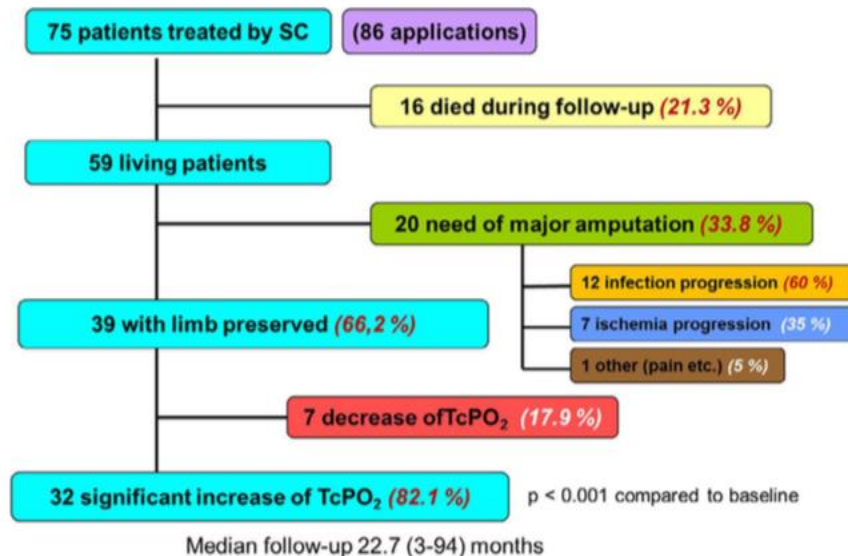 75 patients treated by SC
(86 applications)
16 died during follow-up (21.3 %)
59 living patients
20 need of major amputation (33.8 %)
12 infection progression (60 %)
7 ischemia progression (35 %)
39 with limb preserved (66,2 %)
1 other (pain etc.) (5 %)
7 decrease ofTcPO₂ (17.9 %)
32 significant increase of TcPO₂ (82.1 %)
p < 0.001 compared to baseline
Median follow-up 22.7 (3-94) months